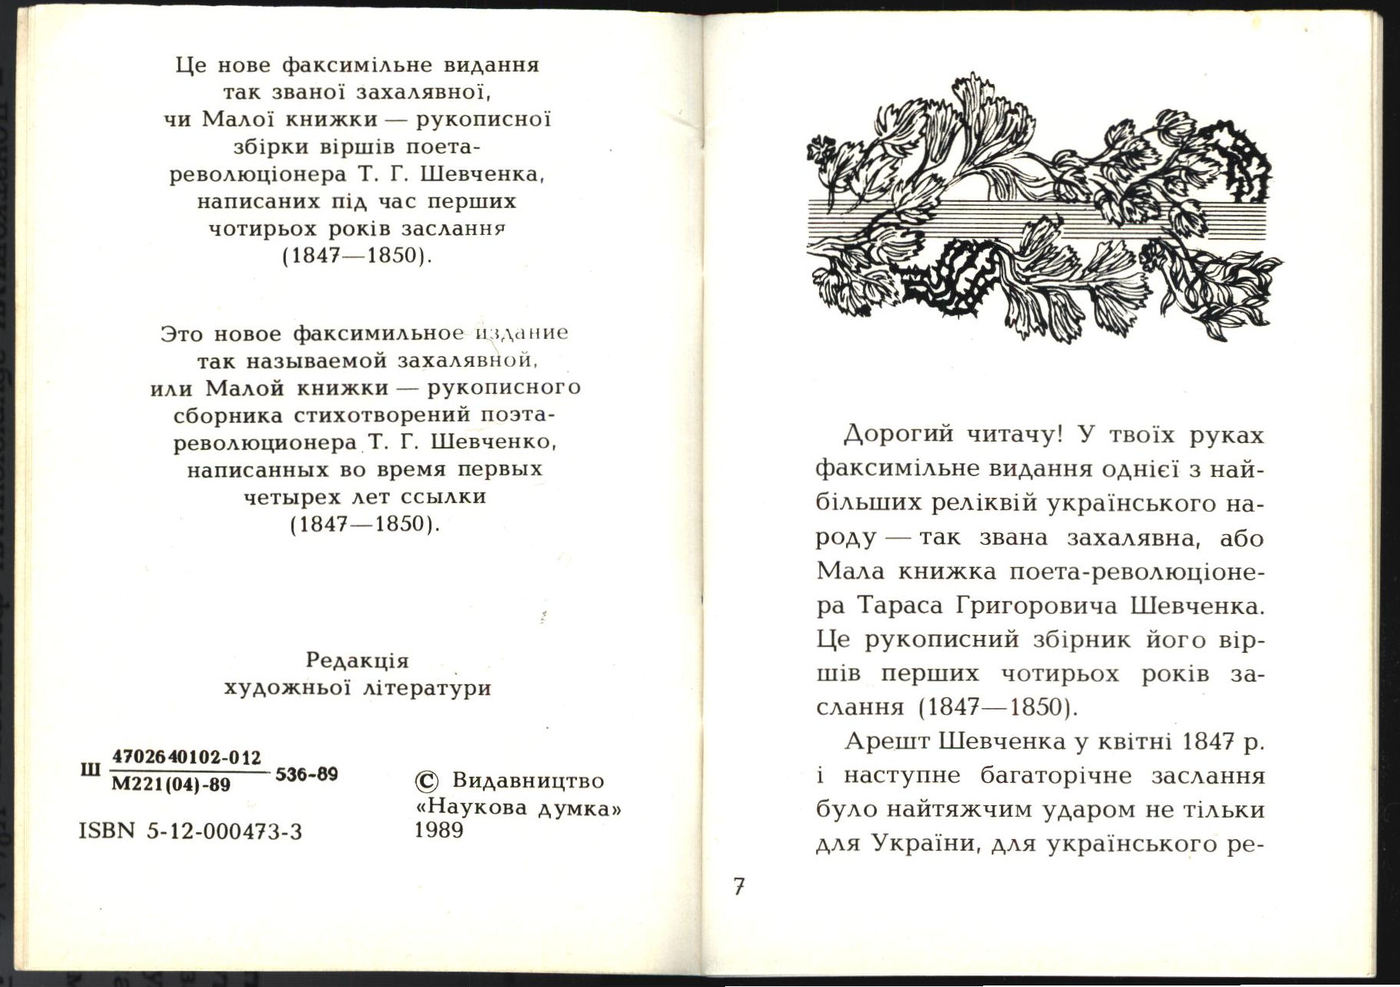 Це нове факсимільне видання
так званої захалявної,
чи Малої книжки — рукописної
збірки віршів поета-
революціонера Т. Г. Шевченка,
написаних під час перших
чотирьох років заслання
(1847—1850).
Это новое факсимильное издание
так называемой захалявной,
или Малой книжки — рукописного
сборника стихотворений поэта-
революционера Т. Г. Шевченко,
написанных во время первых
четырех лет ссылки
(1847—1850).
Редакція
художньої літератури
Ш 4702640102-012
М221(04)-89 536-89
ISBN 5-12-000473-3
© Видавництво
«Наукова думка»
1989
Дорогий читачу! У твоїх руках
факсимільне видання однієї з най-
більших реліквій українського на-
роду — так звана захалявна, або
Мала книжка поета-революціоне-
ра Тараса Григоровича Шевченка.
Це рукописний збірник його вір-
шів перших чотирьох років за-
слання (1847—1850).
Арешт Шевченка у квітні 1847 р.
і наступне багаторічне заслання
було найтяжчим ударом не тільки
для України, для українського ре-
7